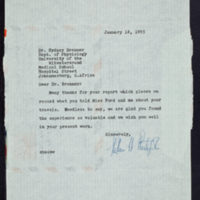 January 18, 1955
Dr. Sydney Brenner
Dept. of Physiology
University of the
Witwatersrand
Medical School
Hospital Street
Johannesburg, S.Africa
Dear Dr. Brenner:
Many thanks for your report which places on
record what you told Miss Ford and me about your
travels. Needless to say, we are glad you found
the experience so valuable and we wish you well
in your present work.
Sincerely,